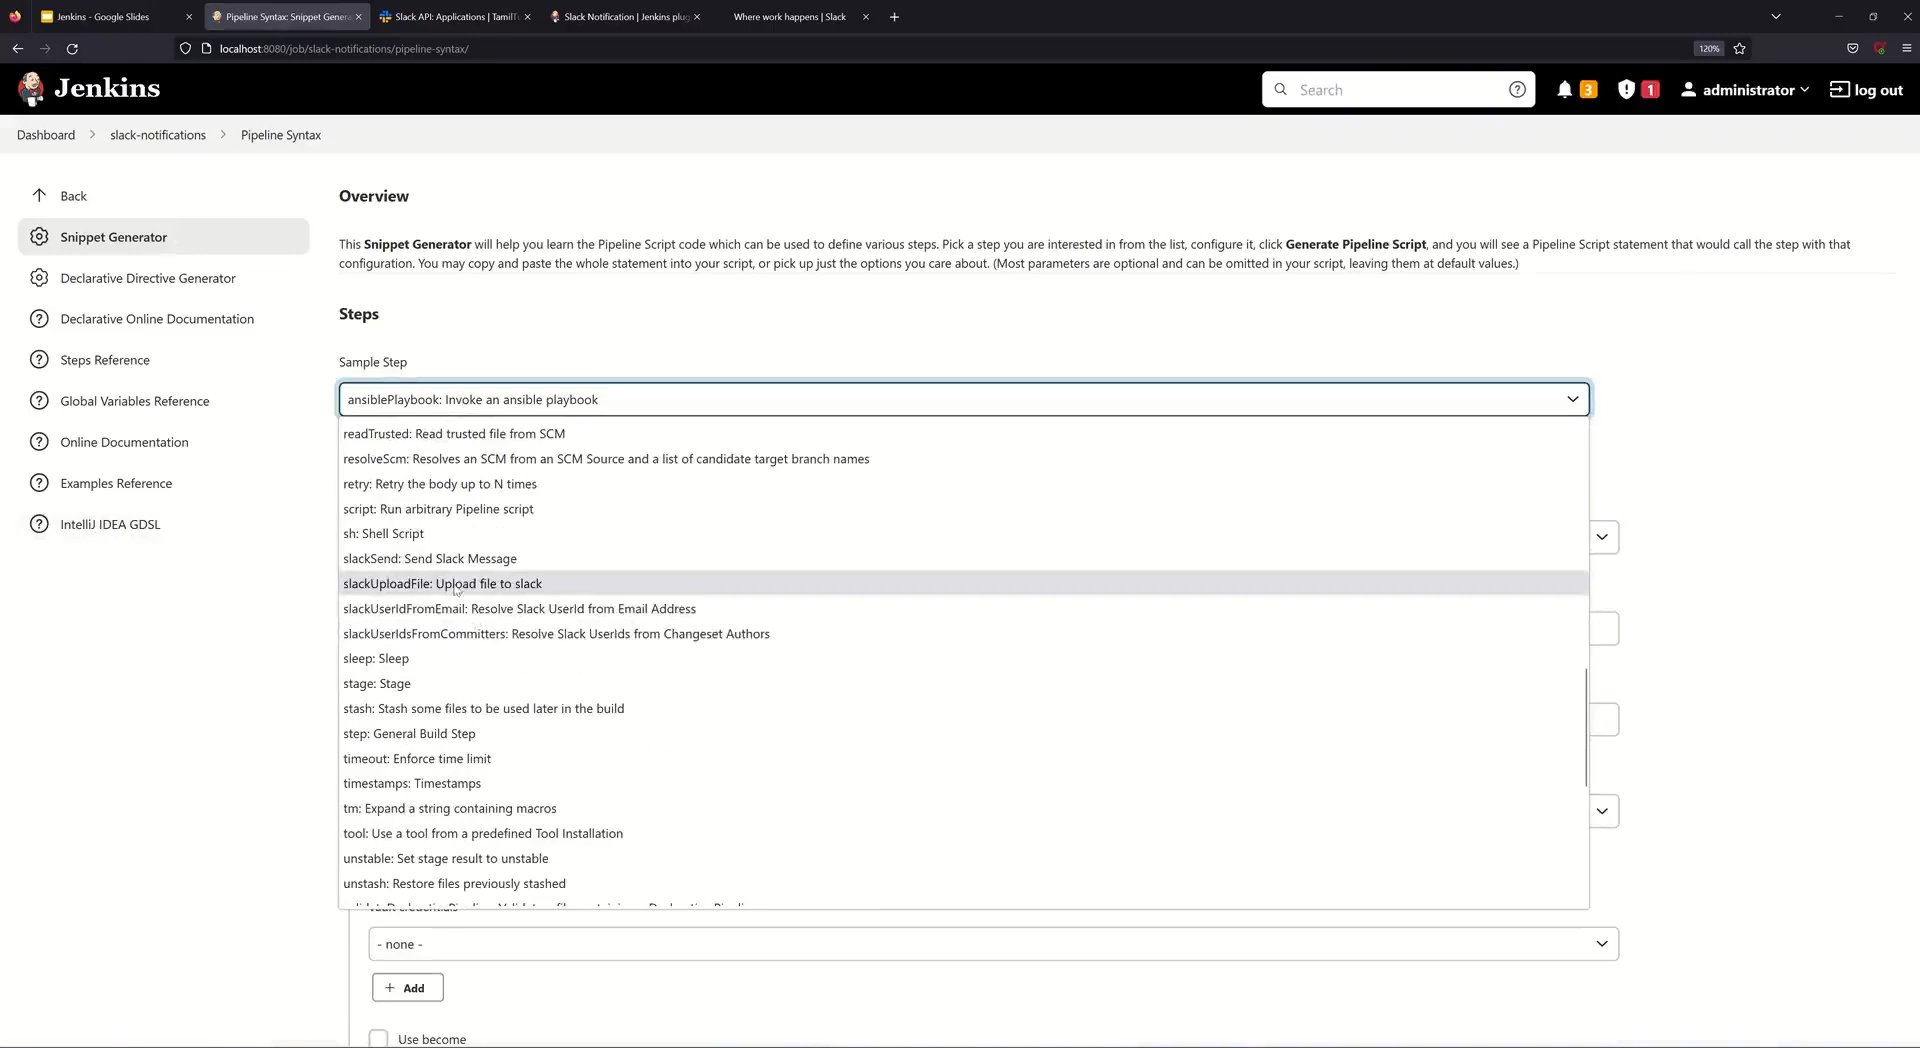 Jenkins - Google Slides
Pipeline Syntax: Snippet Genera
Slack API: Applications | TamilT
Slack Notification | Jenkins plug
Where work happens | Slack
localhost:8080/job/slack-notifications/pipeline-syntax/
120%
Jenkins
Search
3
1
administrator
log out
Dashboard
slack-notifications
Pipeline Syntax
Back
Snippet Generator
Declarative Directive Generator
Declarative Online Documentation
Steps Reference
Global Variables Reference
Online Documentation
Examples Reference
IntelliJ IDEA GDSL
Overview
This Snippet Generator will help you learn the Pipeline Script code which can be used to define various steps. Pick a step you are interested in from the list, configure it, click Generate Pipeline Script, and you will see a Pipeline Script statement that would call the step with that
configuration. You may copy and paste the whole statement into your script, or pick up just the options you care about. (Most parameters are optional and can be omitted in your script, leaving them at default values.)
Steps
Sample Step
ansiblePlaybook: Invoke an ansible playbook
readTrusted: Read trusted file from SCM
resolveScm: Resolves an SCM from an SCM Source and a list of candidate target branch names
retry: Retry the body up to N times
script: Run arbitrary Pipeline script
sh: Shell Script
slackSend: Send Slack Message
slackUploadFile: Upload file to slack
slackUserIdFromEmail: Resolve Slack UserId from Email Address
slackUserIdsFromCommitters: Resolve Slack UserIds from Changeset Authors
sleep: Sleep
stage: Stage
stash: Stash some files to be used later in the build
step: General Build Step
timeout: Enforce time limit
timestamps: Timestamps
tm: Expand a string containing macros
tool: Use a tool from a predefined Tool Installation
unstable: Set stage result to unstable
unstash: Restore files previously stashed
- none -
Add
Use become